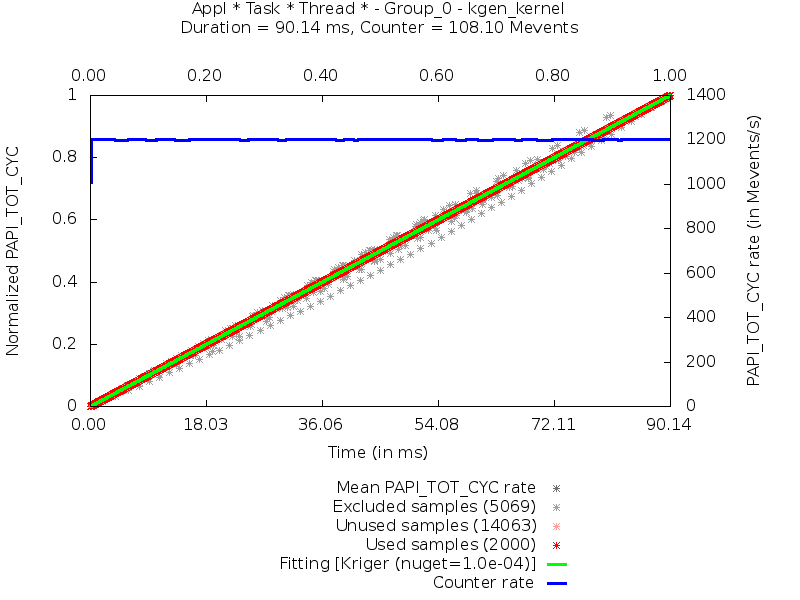 Appl * Task * Thread * - Group_0 - kgen_kernel
Duration = 90.14 ms, Counter = 108.10 Mevents
0.00 0.20 0.40 0.60 0.80 1.00
1 1400
1200
0.8
1000
0.6
800
600
0.4
400
0.2
200
0 0
0.00 18.03 36.06 54.08 72.11 90.14
Normalized PAPI_TOT_CYC
PAPI_TOT_CYC rate (in Mevents/s)
Time (in ms)
Mean PAPI_TOT_CYC rate
Excluded samples (5069)
Unused samples (14063)
Used samples (2000)
Fitting [Kriger (nuget=1.0e-04)]
Counter rate